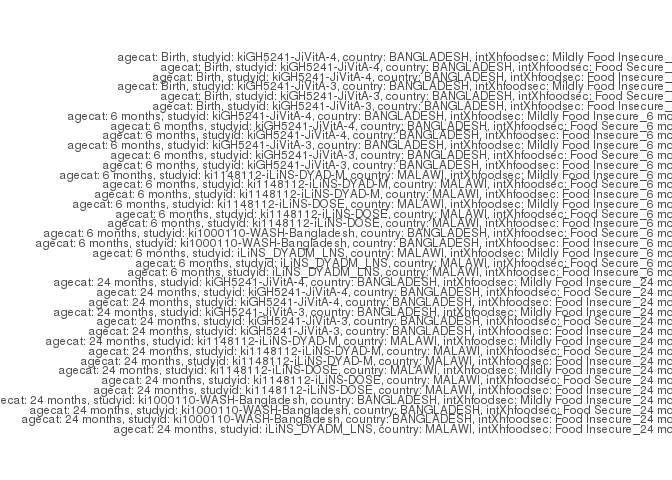 agecat: Birth, studyid: kiGH5241-JiVitA-4, country: BANGLADESH, intXhfoodsec: Mildly Food Insecure_
agecat: Birth, studyid: kiGH5241-JiVitA-4, country: BANGLADESH, intXhfoodsec: Food Secure_
agecat: Birth, studyid: kiGH5241-JiVitA-4, country: BANGLADESH, intXhfoodsec: Food Insecure_
agecat: Birth, studyid: kiGH5241-JiVitA-3, country: BANGLADESH, intXhfoodsec: Mildly Food Insecure_
agecat: Birth, studyid: kiGH5241-JiVitA-3, country: BANGLADESH, intXhfoodsec: Food Secure_
agecat: Birth, studyid: kiGH5241-JiVitA-3, country: BANGLADESH, intXhfoodsec: Food Insecure_
agecat: 6 months, studyid: kiGH5241-JiVitA-4, country: BANGLADESH, intXhfoodsec: Mildly Food Insecure_6 mo
agecat: 6 months, studyid: kiGH5241-JiVitA-4, country: BANGLADESH, intXhfoodsec: Food Secure_6 mo
agecat: 6 months, studyid: kiGH5241-JiVitA-4, country: BANGLADESH, intXhfoodsec: Food Insecure_6 mo
agecat: 6 months, studyid: kiGH5241-JiVitA-3, country: BANGLADESH, intXhfoodsec: Mildly Food Insecure_6 mo
agecat: 6 months, studyid: kiGH5241-JiVitA-3, country: BANGLADESH, intXhfoodsec: Food Secure_6 mo
agecat: 6 months, studyid: kiGH5241-JiVitA-3, country: BANGLADESH, intXhfoodsec: Food Insecure_6 mo
agecat: 6 months, studyid: ki1148112-iLiNS-DYAD-M, country: MALAWI, intXhfoodsec: Mildly Food Insecure_6 mo
agecat: 6 months, studyid: ki1148112-iLiNS-DYAD-M, country: MALAWI, intXhfoodsec: Food Secure_6 mo
agecat: 6 months, studyid: ki1148112-iLiNS-DYAD-M, country: MALAWI, intXhfoodsec: Food Insecure_6 mo
agecat: 6 months, studyid: ki1148112-iLiNS-DOSE, country: MALAWI, intXhfoodsec: Mildly Food Insecure_6 mo
agecat: 6 months, studyid: ki1148112-iLiNS-DOSE, country: MALAWI, intXhfoodsec: Food Secure_6 mo
agecat: 6 months, studyid: ki1148112-iLiNS-DOSE, country: MALAWI, intXhfoodsec: Food Insecure_6 mo
agecat: 6 months, studyid: ki1000110-WASH-Bangladesh, country: BANGLADESH, intXhfoodsec: Food Secure_6 mo
agecat: 6 months, studyid: ki1000110-WASH-Bangladesh, country: BANGLADESH, intXhfoodsec: Food Insecure_6 mo
agecat: 6 months, studyid: iLiNS_DYADM_LNS, country: MALAWI, intXhfoodsec: Mildly Food Insecure_6 mo
agecat: 6 months, studyid: iLiNS_DYADM_LNS, country: MALAWI, intXhfoodsec: Food Secure_6 mo
agecat: 6 months, studyid: iLiNS_DYADM_LNS, country: MALAWI, intXhfoodsec: Food Insecure_6 mo
agecat: 24 months, studyid: kiGH5241-JiVitA-4, country: BANGLADESH, intXhfoodsec: Mildly Food Insecure_24 mo
agecat: 24 months, studyid: kiGH5241-JiVitA-4, country: BANGLADESH, intXhfoodsec: Food Secure_24 mo
agecat: 24 months, studyid: kiGH5241-JiVitA-4, country: BANGLADESH, intXhfoodsec: Food Insecure_24 mo
agecat: 24 months, studyid: kiGH5241-JiVitA-3, country: BANGLADESH, intXhfoodsec: Mildly Food Insecure_24 mo
agecat: 24 months, studyid: kiGH5241-JiVitA-3, country: BANGLADESH, intXhfoodsec: Food Secure_24 mo
agecat: 24 months, studyid: kiGH5241-JiVitA-3, country: BANGLADESH, intXhfoodsec: Food Insecure_24 mo
agecat: 24 months, studyid: ki1148112-iLiNS-DYAD-M, country: MALAWI, intXhfoodsec: Mildly Food Insecure_24 mo
agecat: 24 months, studyid: ki1148112-iLiNS-DYAD-M, country: MALAWI, intXhfoodsec: Food Secure_24 mo
agecat: 24 months, studyid: ki1148112-iLiNS-DYAD-M, country: MALAWI, intXhfoodsec: Food Insecure_24 mo
agecat: 24 months, studyid: ki1148112-iLiNS-DOSE, country: MALAWI, intXhfoodsec: Mildly Food Insecure_24 mo
agecat: 24 months, studyid: ki1148112-iLiNS-DOSE, country: MALAWI, intXhfoodsec: Food Secure_24 mo
agecat: 24 months, studyid: ki1148112-iLiNS-DOSE, country: MALAWI, intXhfoodsec: Food Insecure_24 mo
ecat: 24 months, studyid: ki1000110-WASH-Bangladesh, country: BANGLADESH, intXhfoodsec: Mildly Food Insecure_24 mo
agecat: 24 months, studyid: ki1000110-WASH-Bangladesh, country: BANGLADESH, intXhfoodsec: Food Secure_24 mo
agecat: 24 months, studyid: ki1000110-WASH-Bangladesh, country: BANGLADESH, intXhfoodsec: Food Insecure_24 mo
agecat: 24 months, studyid: iLiNS_DYADM_LNS, country: MALAWI, intXhfoodsec: Food Insecure_24 mo